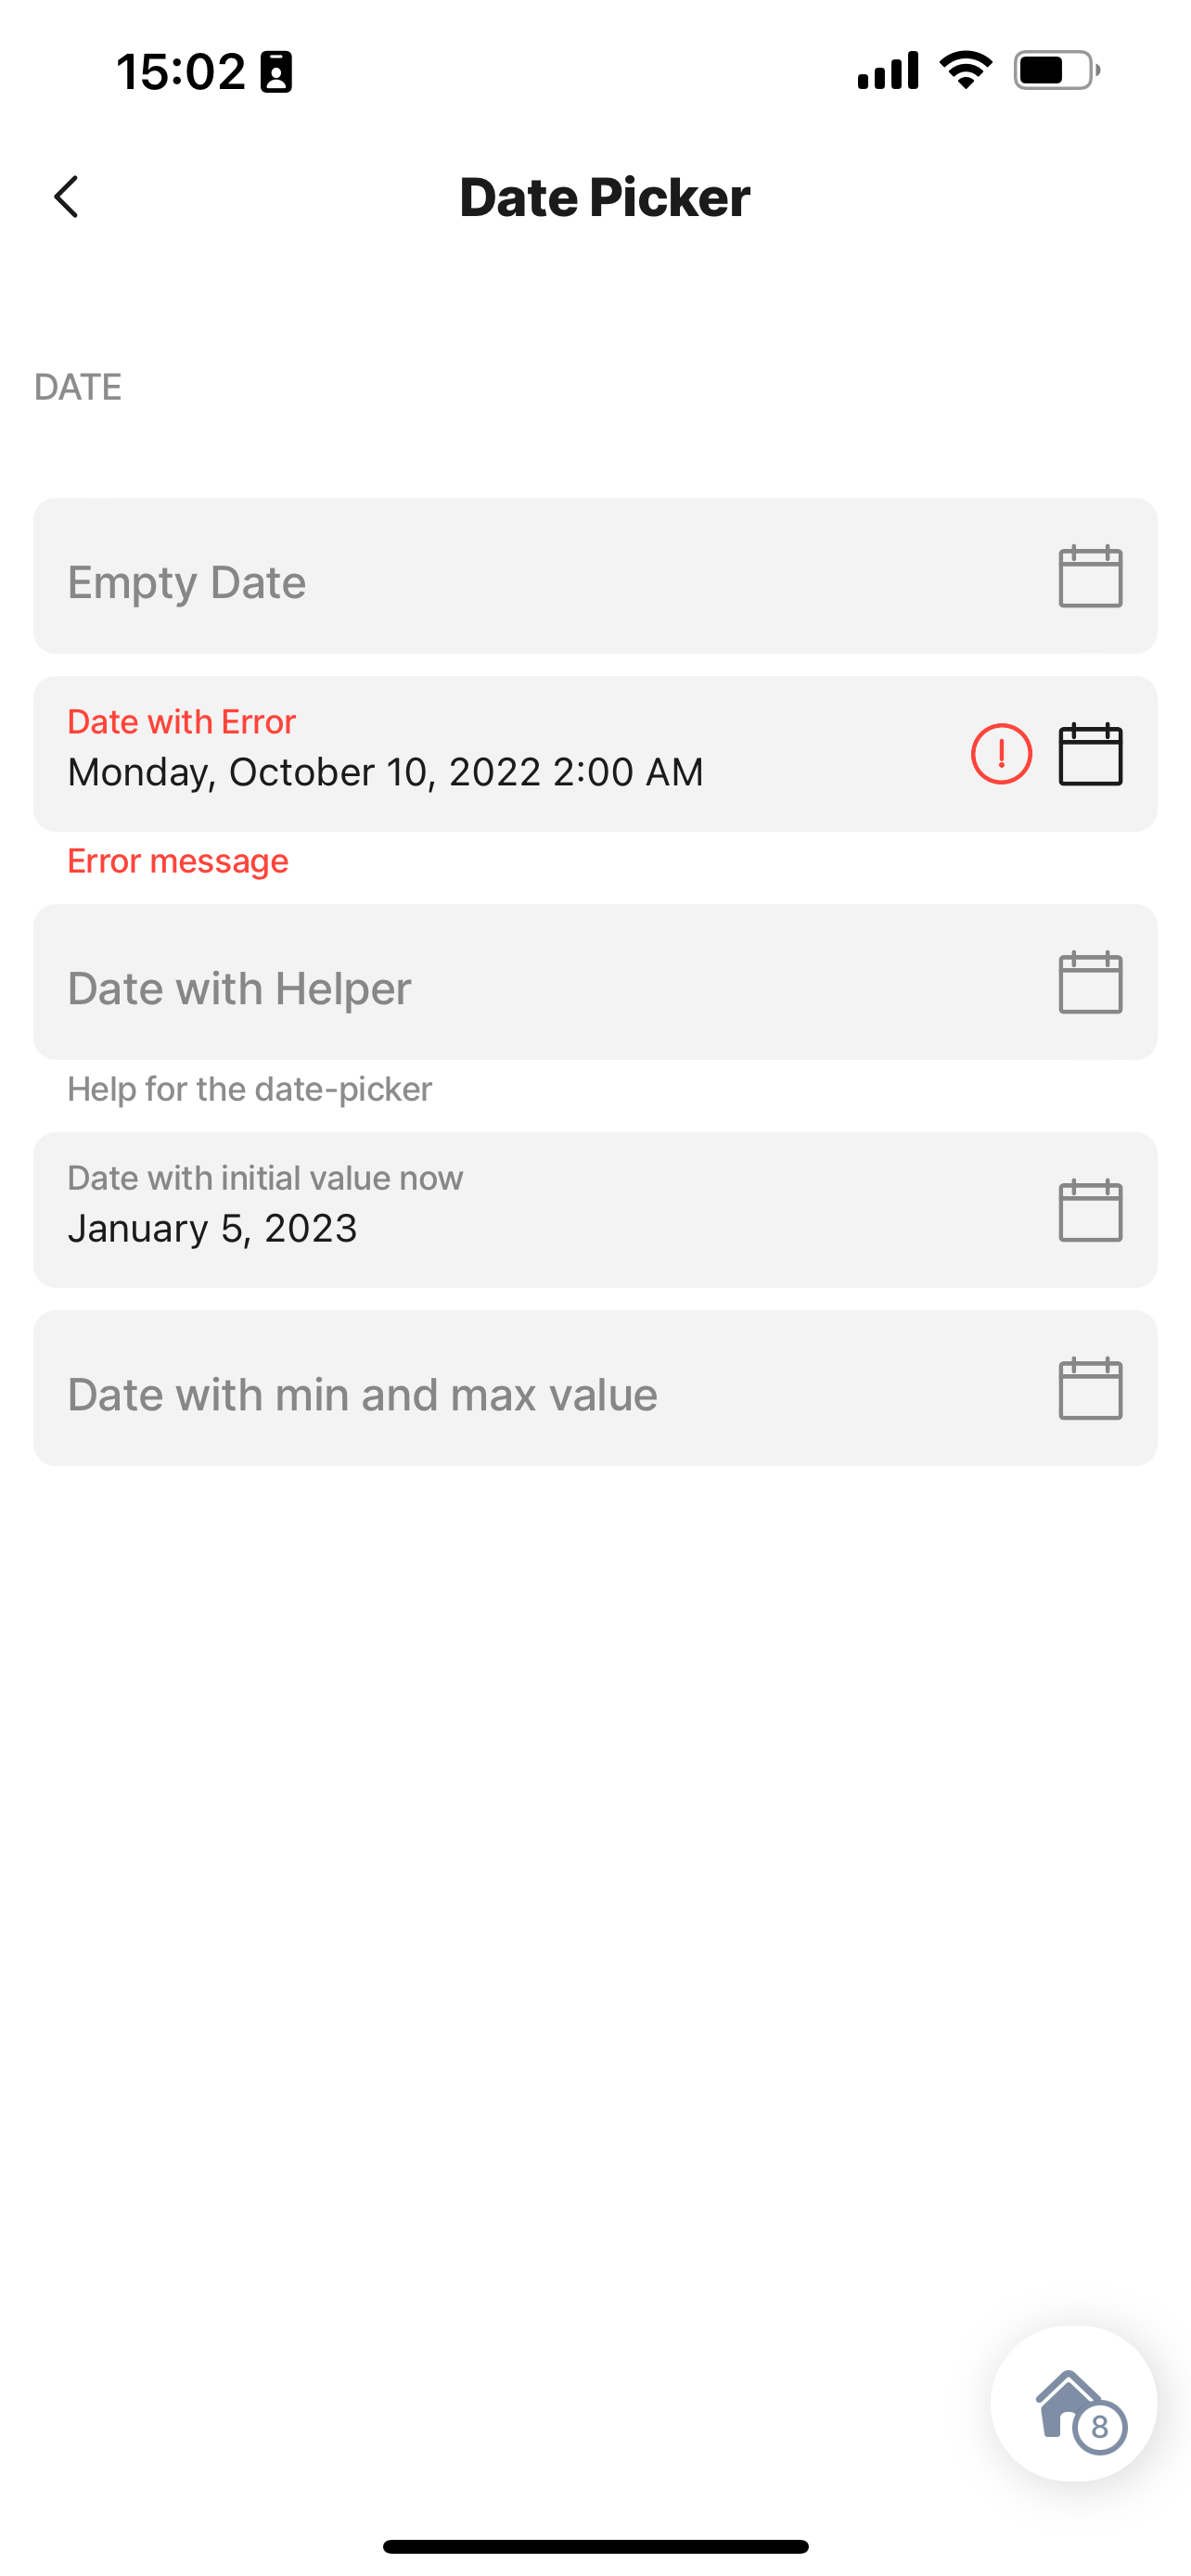 15:02
Date Picker
DATE
Empty Date
Date with Error
Monday, October 10, 2022 2:00 AM
Error message
Date with Helper
Help for the date-picker
Date with initial value now
January 5, 2023
Date with min and max value
8